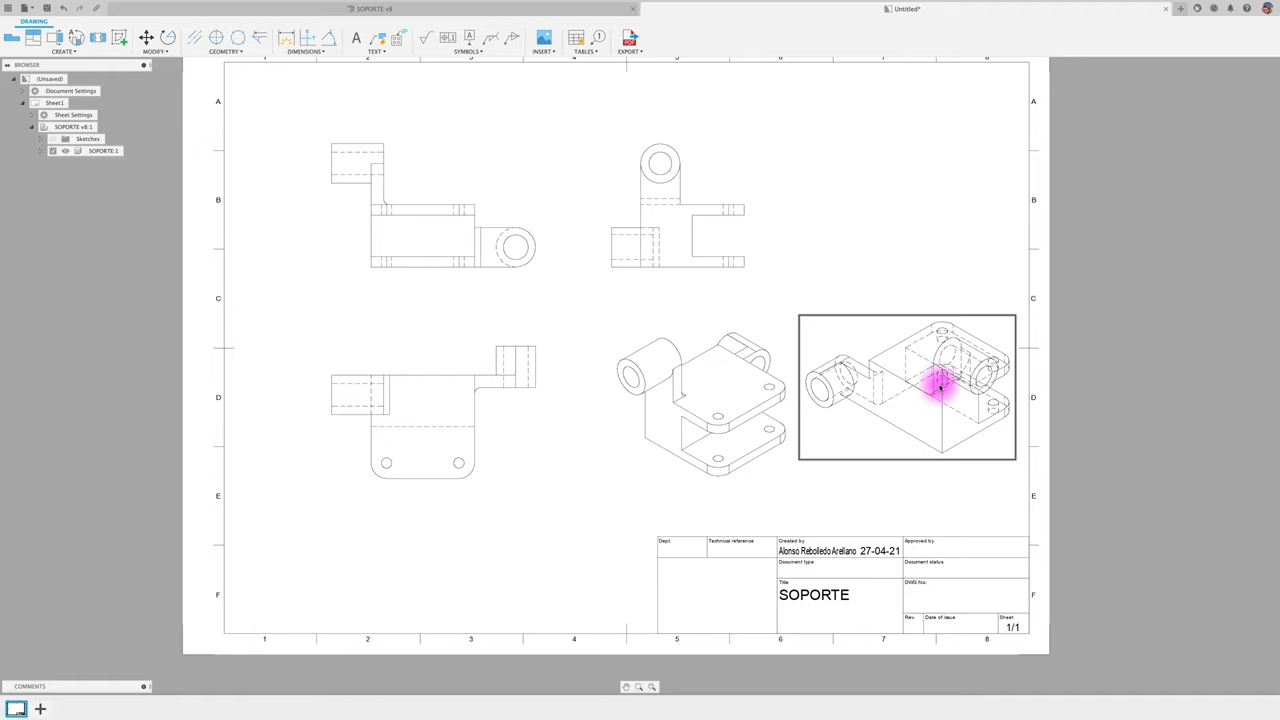 SOPORTE v8
Untitled*
DRAWING
CREATE
MODIFY
GEOMETRY
DIMENSIONS
TEXT
SYMBOLS
INSERT
TABLES
EXPORT
BROWSER
(Unsaved)
Document Settings
Sheet1
Sheet Settings
SOPORTE v8:1
Sketches
SOPORTE:1
2 3 4 5 6 7 8
A A
B B
C C
D D
E E
F F
Dept. Technical reference Created by Approved by
Alonso Reboledo Arellano 27-04-21
Document type Document status
Title DWG No.
SOPORTE
Rev. Date of issue Sheet
1/1
1 2 3 4 5 6 7 8
COMMENTS